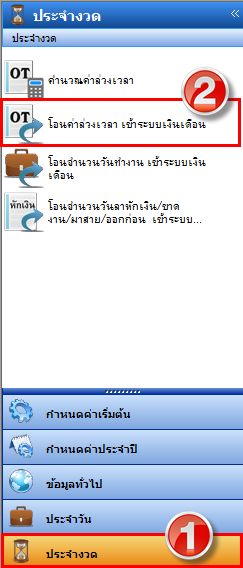 ประจำงวด
ประจำงวด
OT
คำนวณค่าล่วงเวลา
2
OT
โอนค่าล่วงเวลา เข้าระบบเงินเดือน
โอนจำนวนวันทำงาน เข้าระบบเงิน
เดือน
หักเงิน
โอนจำนวนวันลาหักเงิน/ขาด
งาน/มาสาย/ออกก่อน เข้าระบบ...
กำหนดค่าเริ่มต้น
กำหนดค่าประจำปี
ข้อมูลทั่วไป
ประจำวัน
1
ประจำงวด